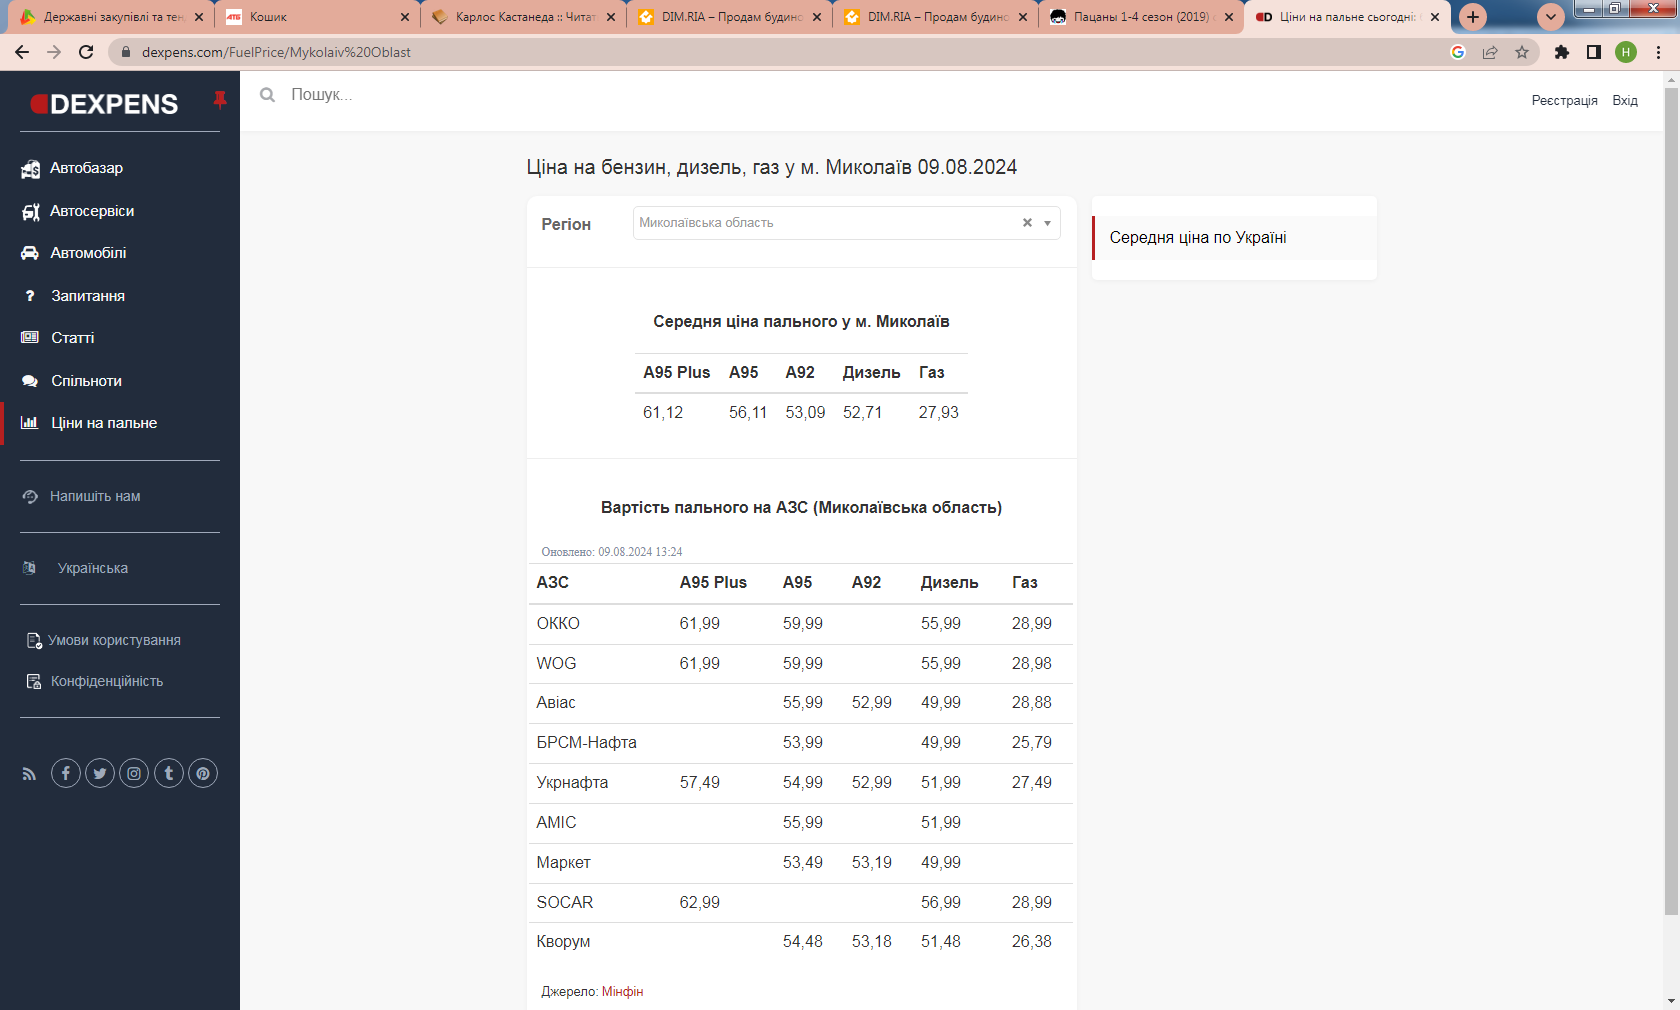 Державні закупівлі та тен
Кошик
Карлос Кастанеда :: Читат
DIM.RIA – Продам будино
DIM.RIA – Продам будино
Пацаны 1-4 сезон (2019)
Ціни на пальне сьогодні:
dexpens.com/FuelPrice/Mykolaiv%20Oblast
H
DEXPENS
Пошук...
Реєстрація Вхід
Автобазар
Автосервіси
Автомобілі
Запитання
Статті
Спільноти
Ціни на пальне
Напишіть нам
Українська
Умови користування
Конфіденційність
Ціна на бензин, дизель, газ у м. Миколаїв 09.08.2024
Регіон Миколаївська область
Середня ціна по Україні
Середня ціна пального у м. Миколаїв
A95 Plus A95 A92 Дизель Газ
61,12 56,11 53,09 52,71 27,93
Вартість пального на АЗС (Миколаївська область)
Оновлено: 09.08.2024 13:24
АЗС A95 Plus A95 A92 Дизель Газ
ОККО 61,99 59,99 55,99 28,99
WOG 61,99 59,99 55,99 28,98
Авіас 55,99 52,99 49,99 28,88
БРСМ-Нафта 53,99 49,99 25,79
Укрнафта 57,49 54,99 52,99 51,99 27,49
АМІС 55,99 51,99
Маркет 53,49 53,19 49,99
SOCAR 62,99 56,99 28,99
Кворум 54,48 53,18 51,48 26,38
Джерело: Мінфін